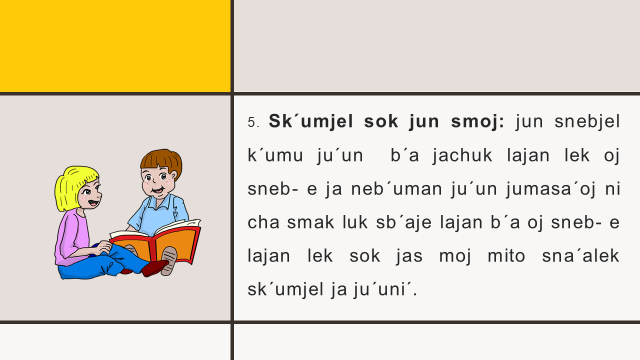 5. Sk´umjel sok jun smoj: jun snebjel
k´umu ju´un b´a jachuk lajan lek oj
sneb- e ja neb´uman ju´un jumasa´oj ni
cha smak luk sb´aje lajan b´a oj sneb- e
lajan lek sok jas moj mito sna´alek
sk´umjel ja ju´uni´.